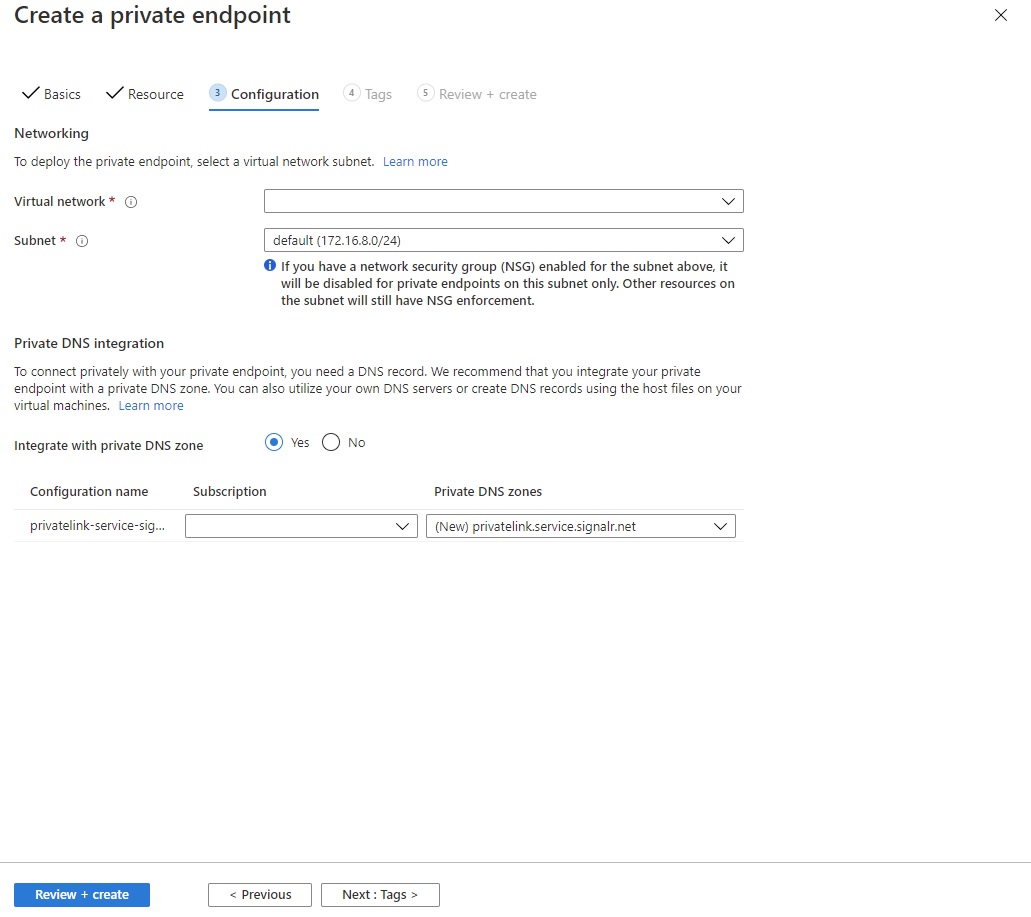 Create a private endpoint
Basics Resource 3 Configuration 4 Tags 5 Review + create
Networking
To deploy the private endpoint, select a virtual network subnet. Learn more
Virtual network *
Subnet * default (172.16.8.0/24)
If you have a network security group (NSG) enabled for the subnet above, it
will be disabled for private endpoints on this subnet only. Other resources on
the subnet will still have NSG enforcement.
Private DNS integration
To connect privately with your private endpoint, you need a DNS record. We recommend that you integrate your private
endpoint with a private DNS zone. You can also utilize your own DNS servers or create DNS records using the host files on your
virtual machines. Learn more
Integrate with private DNS zone Yes No
Configuration name Subscription Private DNS zones
privatelink-service-sig... (New) privatelink.service.signalr.net
Review + create < Previous Next : Tags >